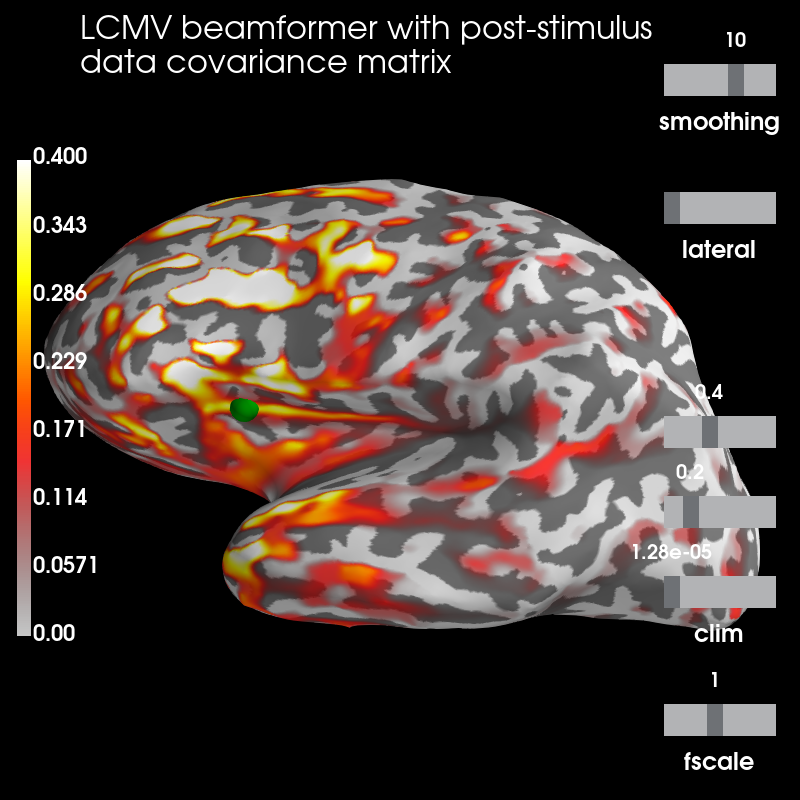 LCMV beamformer with post-stimulus
data covariance matrix
10
smoothing
0.400
0.343
0.286
0.229
0.171
0.114
0.0571
0.00
lateral
0.4
0.2
1.28e-05
clim
1
fscale